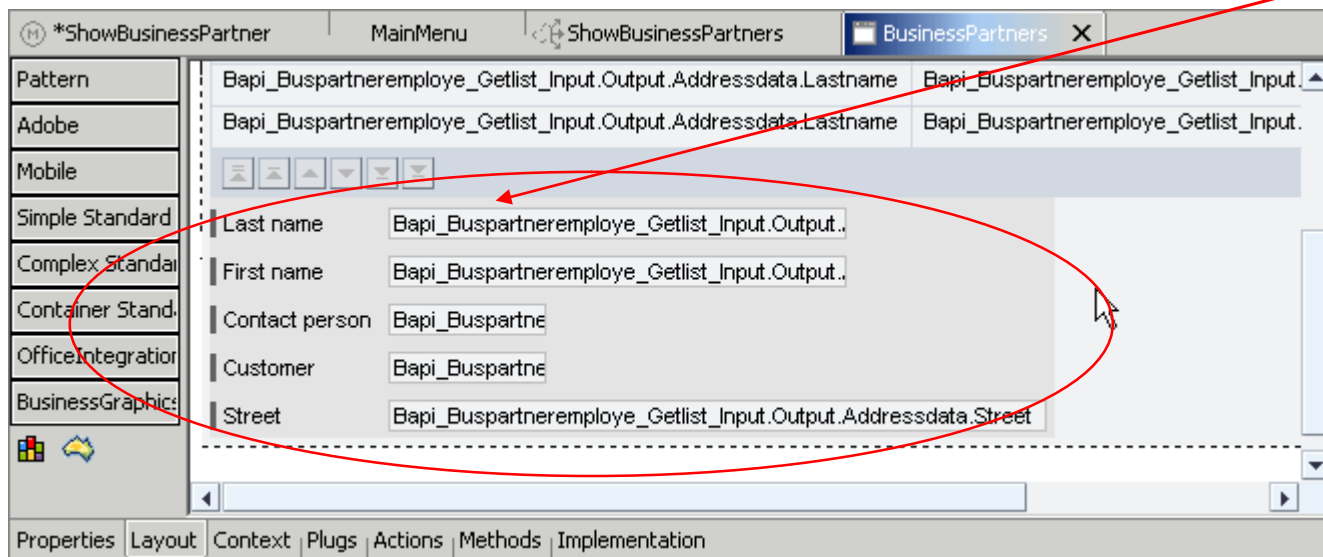 *ShowBusinessPartner MainMenu ShowBusinessPartners BusinessPartners X
Pattern
Adobe
Mobile
Simple Standard
Complex Standar
Container Stand.
OfficeIntegration
BusinessGraphics
Bapi_Buspartneremploye_Getlist_Input.Output.Addressdata.Lastname Bapi_Buspartneremploye_Getlist_Input.
Bapi_Buspartneremploye_Getlist_Input.Output.Addressdata.Lastname Bapi_Buspartneremploye_Getlist_Input.
Last name Bapi_Buspartneremploye_Getlist_Input.Output..
First name Bapi_Buspartneremploye_Getlist_Input.Output..
Contact person Bapi_Buspartne
Customer Bapi_Buspartne
Street Bapi_Buspartneremploye_Getlist_Input.Output.Addressdata.Street
Properties Layout Context Plugs Actions Methods Implementation